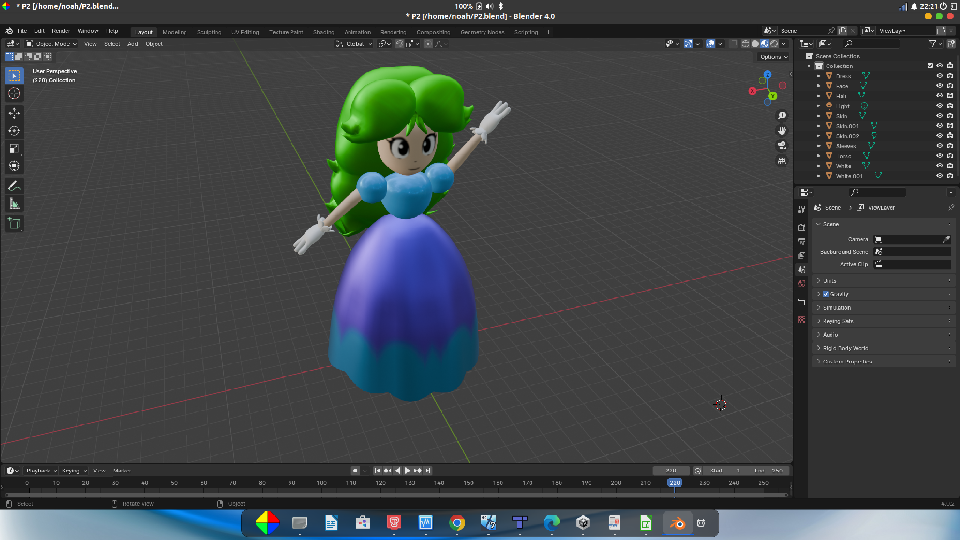 * P2 [/home/noah/P2.blend...
100%
22:21
* P2 [/home/noah/P2.blend] - Blender 4.0
File Edit Render Window Help
Layout Modeling Sculpting UV Editing Texture Paint Shading Animation Rendering Compositing Geometry Nodes Scripting +
Scene
ViewLayer
Object Mode View Select Add Object
Global
Options
User Perspective
(220) Collection
X
Y
Z
Scene Collection
Collection
Dress
Face
Hair
Light
Skin
Skin.001
Skin.002
Sleeves
Torso
White
White.001
Scene > ViewLayer
Scene
Camera
Background Scene
Active Clip
Units
Gravity
Simulation
Keying Sets
Audio
Rigid Body World
Custom Properties
Playback Keying View Marker
220
Start 1 End 250
0 10 20 30 40 50 60 70 80 90 100 110 120 130 140 150 160 170 180 190 200 210 220 230 240 250
Select Rotate View Object
4.0.2